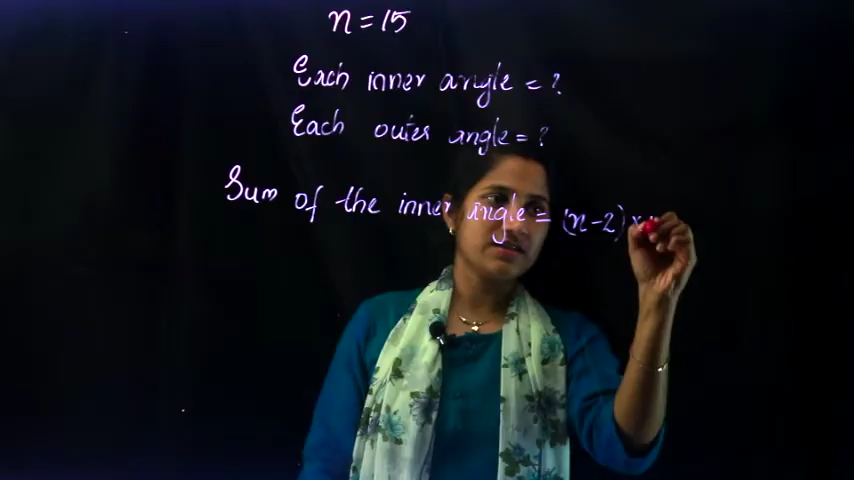 n = 15
Each inner angle = ?
Each outer angle = ?
Sum of the inner angle = (n-2) ×